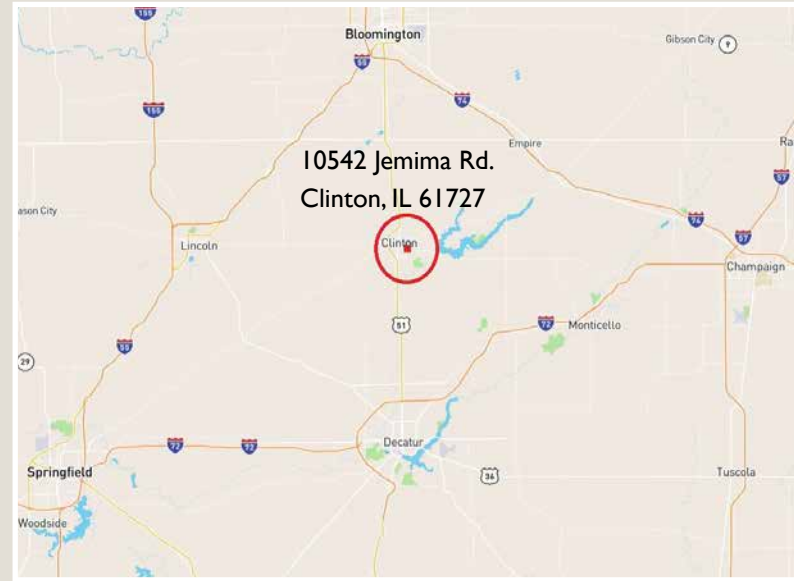 155
Bloomington
Gibson City
9
55
74
155
10542 Jemima Rd.
Clinton, IL 61727
Empire
Ra
57
ason City
Lincoln
Clinton
74
57
Champaign
51
72
Monticello
55
29
Decatur
72
72
36
Springfield
Tuscola
Woodside